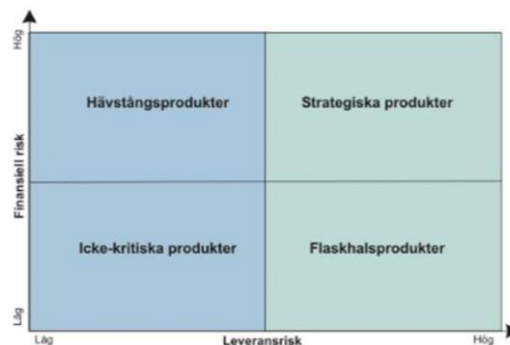 Hög
Hävstångsprodukter
Strategiska produkter
Finansiell risk
Icke-kritiska produkter
Flaskhalsprodukter
Låg
Låg
Leveransrisk
Hög